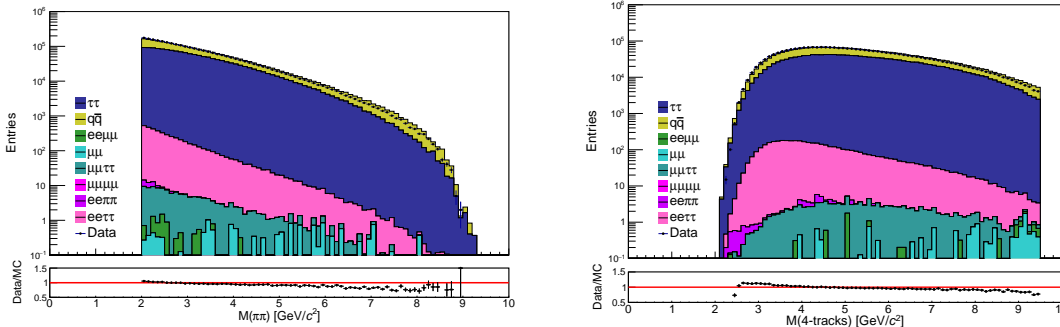 Entries
10⁶
10⁵
10⁴
10³
10²
10
1
10⁻¹
ττ
qq̄
eeμμ
μμ
μμττ
μμμμ
eeππ
eeττ
Data
Data/MC
1.5
1
0.5
0 1 2 3 4 5 6 7 8 9 10
M(ππ) [GeV/c²]
Entries
10⁶
10⁵
10⁴
10³
10²
10
1
10⁻¹
ττ
qq̄
eeμμ
μμ
μμττ
μμμμ
eeππ
eeττ
Data
Data/MC
1.5
1
0.5
0 1 2 3 4 5 6 7 8 9 10
M(4-tracks) [GeV/c²]